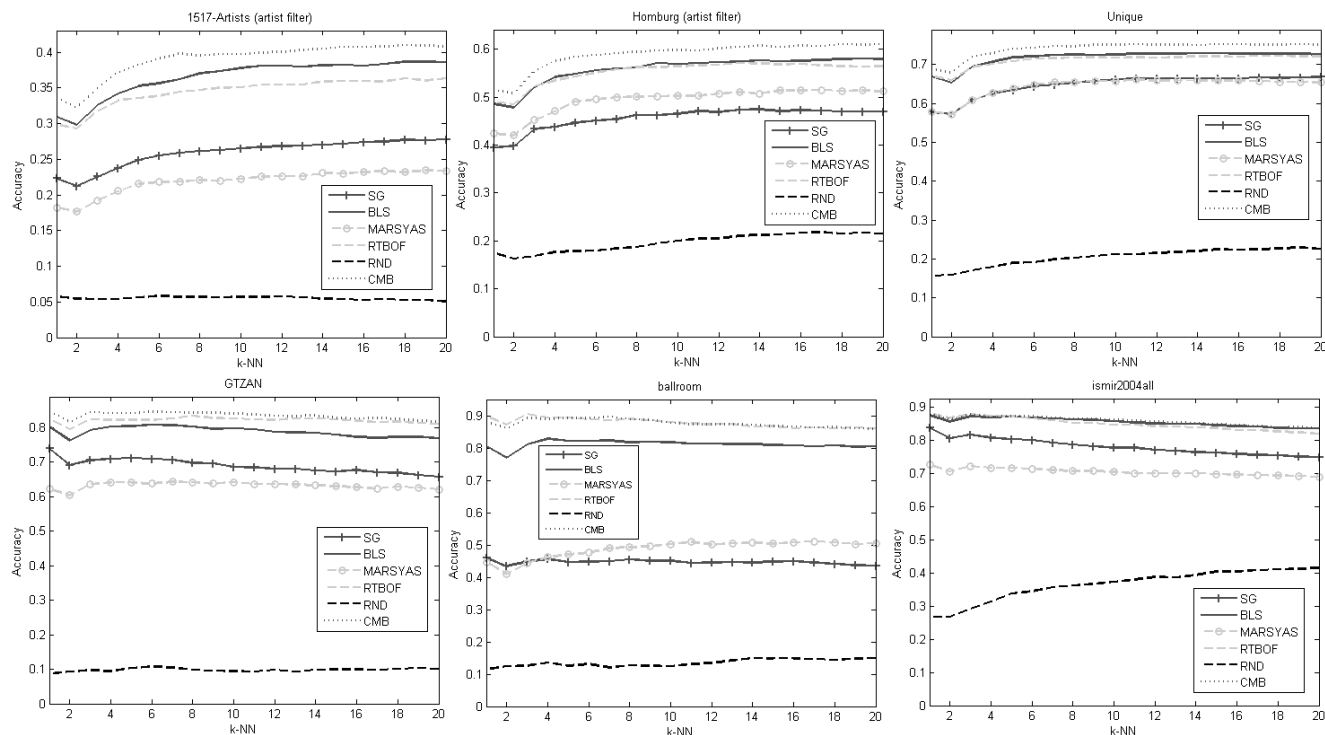 1517-Artists (artist filter)
Accuracy
0.4
0.35
0.3
0.25
0.2
0.15
0.1
0.05
0
2 4 6 8 10 12 14 16 18 20
k-NN
SG
BLS
MARSYAS
RTBOF
RND
CMB
Homburg (artist filter)
Accuracy
0.6
0.5
0.4
0.3
0.2
0.1
0
2 4 6 8 10 12 14 16 18 20
k-NN
SG
BLS
MARSYAS
RTBOF
RND
CMB
Unique
Accuracy
0.7
0.6
0.5
0.4
0.3
0.2
0.1
0
2 4 6 8 10 12 14 16 18 20
k-NN
SG
BLS
MARSYAS
RTBOF
RND
CMB
GTZAN
Accuracy
0.8
0.7
0.6
0.5
0.4
0.3
0.2
0.1
0
2 4 6 8 10 12 14 16 18 20
k-NN
SG
BLS
MARSYAS
RTBOF
RND
CMB
ballroom
Accuracy
0.9
0.8
0.7
0.6
0.5
0.4
0.3
0.2
0.1
0
2 4 6 8 10 12 14 16 18 20
k-NN
SG
BLS
MARSYAS
RTBOF
RND
CMB
ismir2004all
Accuracy
0.9
0.8
0.7
0.6
0.5
0.4
0.3
0.2
0.1
0
2 4 6 8 10 12 14 16 18 20
k-NN
SG
BLS
MARSYAS
RTBOF
RND
CMB